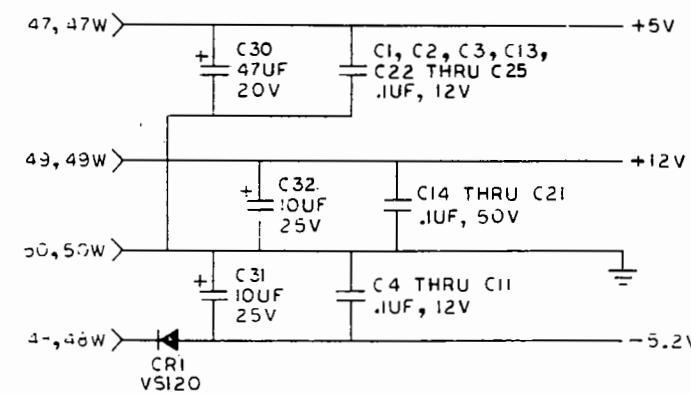 47, 47W
+5V
+ C30
47UF
20V
C1, C2, C3, C13,
C22 THRU C25
.1UF, 12V
49, 49W
+12V
+ C32
10UF
25V
C14 THRU C21
.1UF, 50V
+ C31
10UF
25V
C4 THRU C11
.1UF, 12V
-5.2V
CR1
VS120